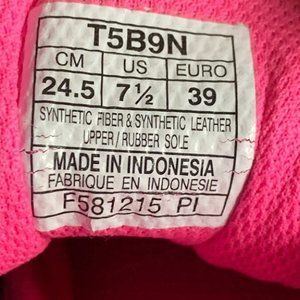 T5B9N
CM US EURO
24.5 7½ 39
SYNTHETIC FIBER & SYNTHETIC LEATHER
UPPER / RUBBER SOLE
MADE IN INDONESIA
FABRIQUE EN INDONESIE
F581215 PI